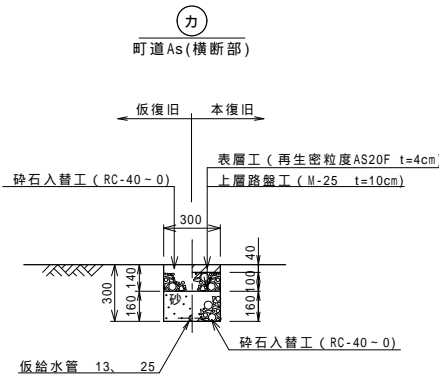 カ
町道As(横断部)
仮復旧 本復旧
表層工(再生密粒度AS20F t=4cm)
砕石入替工(RC-40~0) 上層路盤工(M-25 t=10cm)
300
40
140
100
300
砂
160
160
砕石入替工(RC-40~0)
仮給水管 13、 25